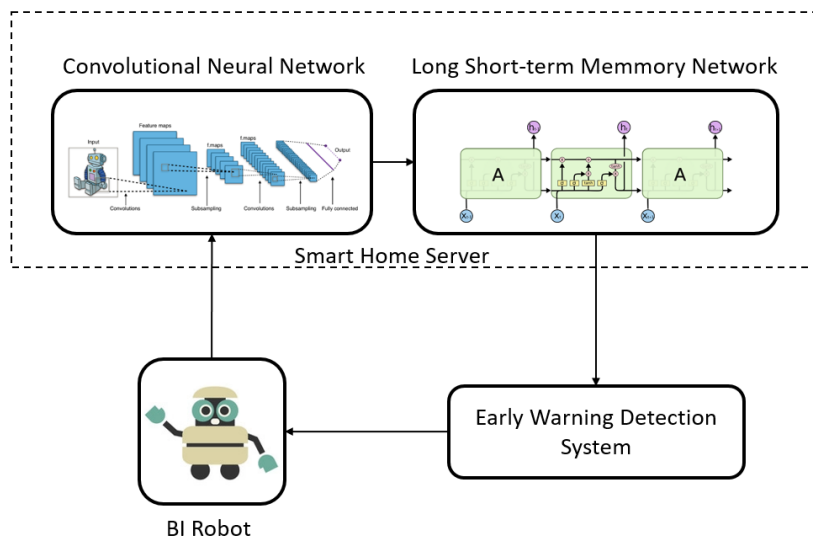 Convolutional Neural Network
Long Short-term Memmory Network
Feature maps
Input
f.maps
f.maps
Output
Convolutions
Subsampling
Convolutions
Subsampling
Fully connected
A
A
tanh
Smart Home Server
Early Warning Detection
System
BI Robot